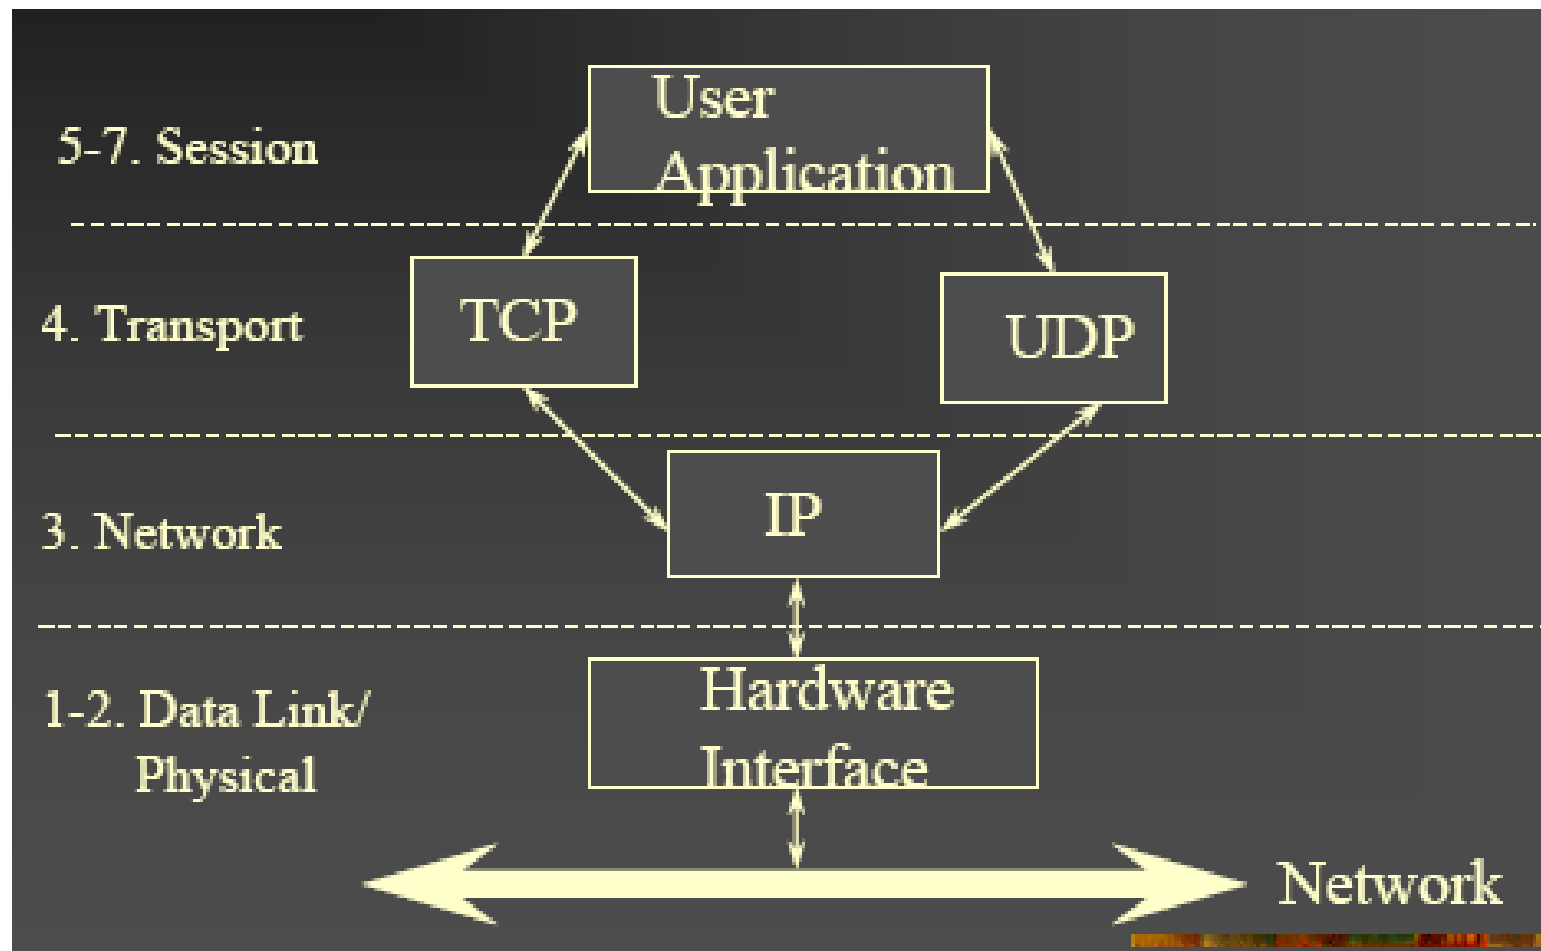 User
Application
5-7. Session
4. Transport
TCP
UDP
3. Network
IP
1-2. Data Link/
Physical
Hardware
Interface
Network